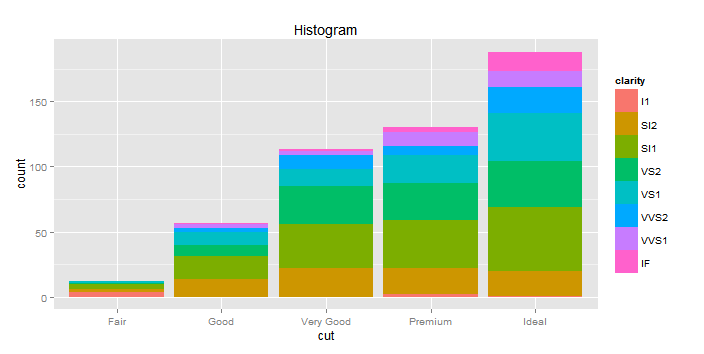 Histogram
count
150
100
50
0
Fair Good Very Good Premium Ideal
cut
clarity
I1
SI2
SI1
VS2
VS1
VVS2
VVS1
IF